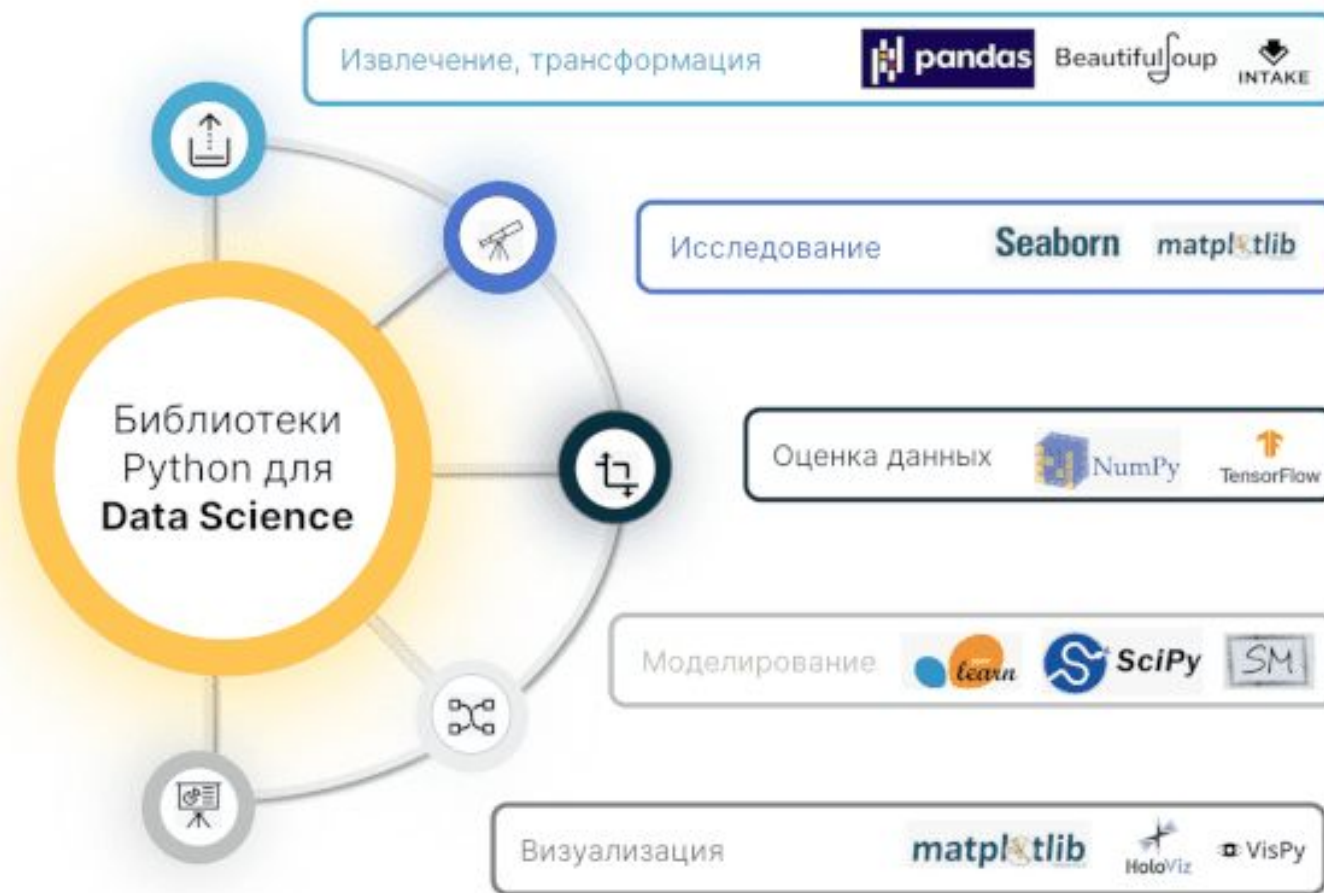 Извлечение, трансформация pandas BeautifulSoup INTAKE
Исследование Seaborn matplotlib
Библиотеки
Python для
Data Science
Оценка данных NumPy TensorFlow
Моделирование learn SciPy SM
Визуализация matplotlib HoloViz VisPy